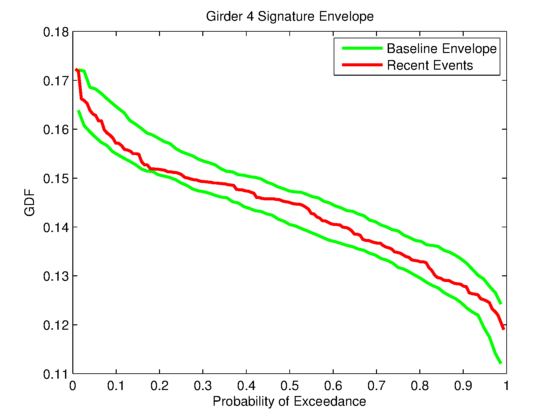 Girder 4 Signature Envelope
Baseline Envelope
Recent Events
GDF
0.18
0.17
0.16
0.15
0.14
0.13
0.12
0.11
0 0.1 0.2 0.3 0.4 0.5 0.6 0.7 0.8 0.9 1
Probability of Exceedance